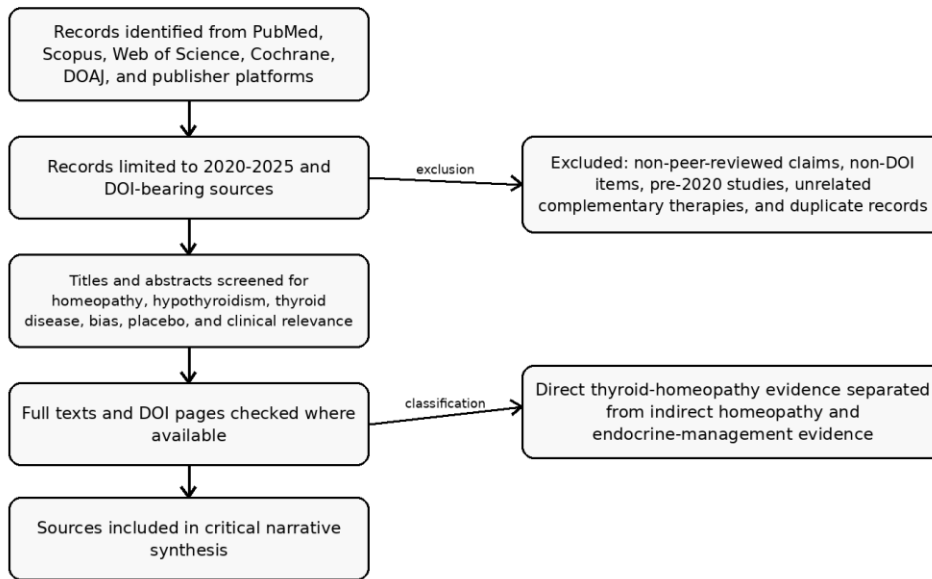 Records identified from PubMed,
Scopus, Web of Science, Cochrane,
DOAJ, and publisher platforms
Records limited to 2020-2025 and
DOI-bearing sources
exclusion
Excluded: non-peer-reviewed claims, non-DOI
items, pre-2020 studies, unrelated
complementary therapies, and duplicate records
Titles and abstracts screened for
homeopathy, hypothyroidism, thyroid
disease, bias, placebo, and clinical relevance
Full texts and DOI pages checked where
available
classification
Direct thyroid-homeopathy evidence separated
from indirect homeopathy and
endocrine-management evidence
Sources included in critical narrative
synthesis